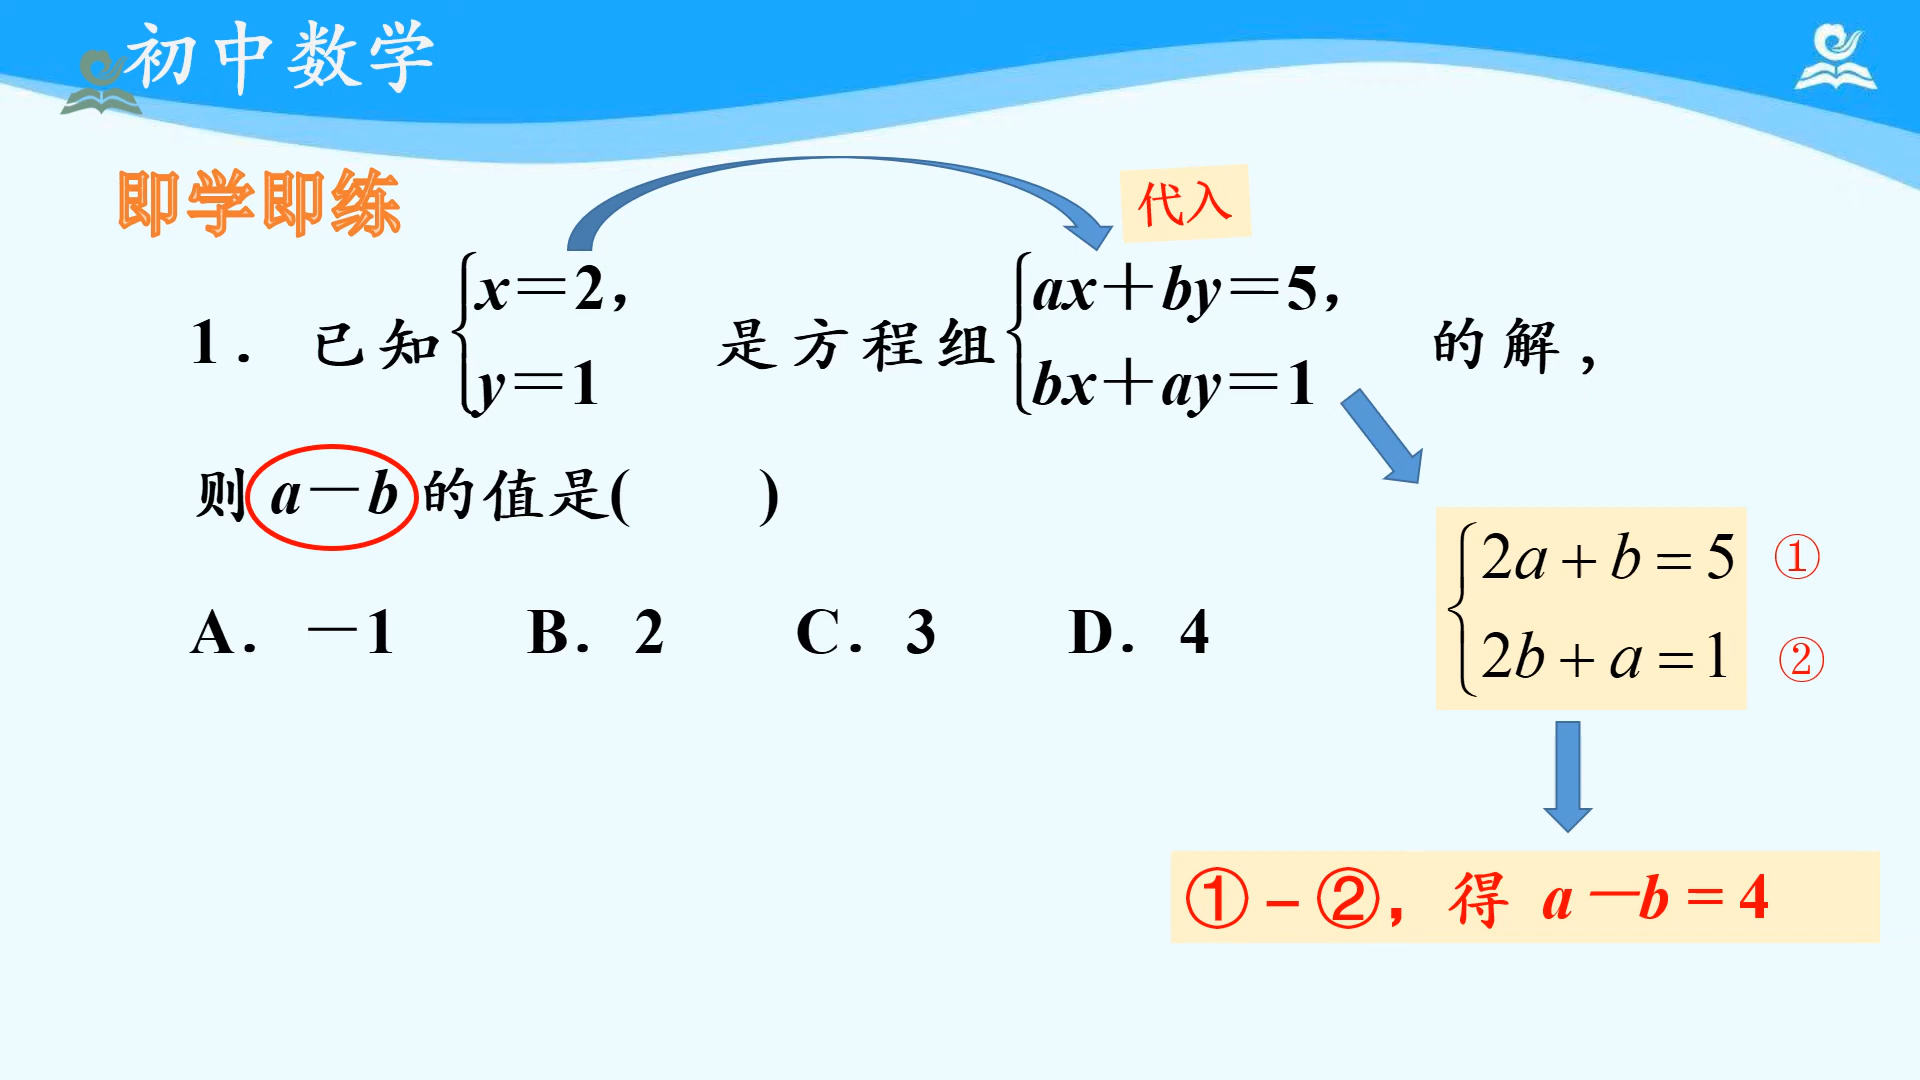 初中数学
即学即练
代入
1. 已知{x=2, y=1 是方程组{ax+by=5, bx+ay=1 的解,
则 a-b 的值是( )
A. -1 B. 2 C. 3 D. 4
2a+b=5 ①
2b+a=1 ②
①-②, 得 a-b=4